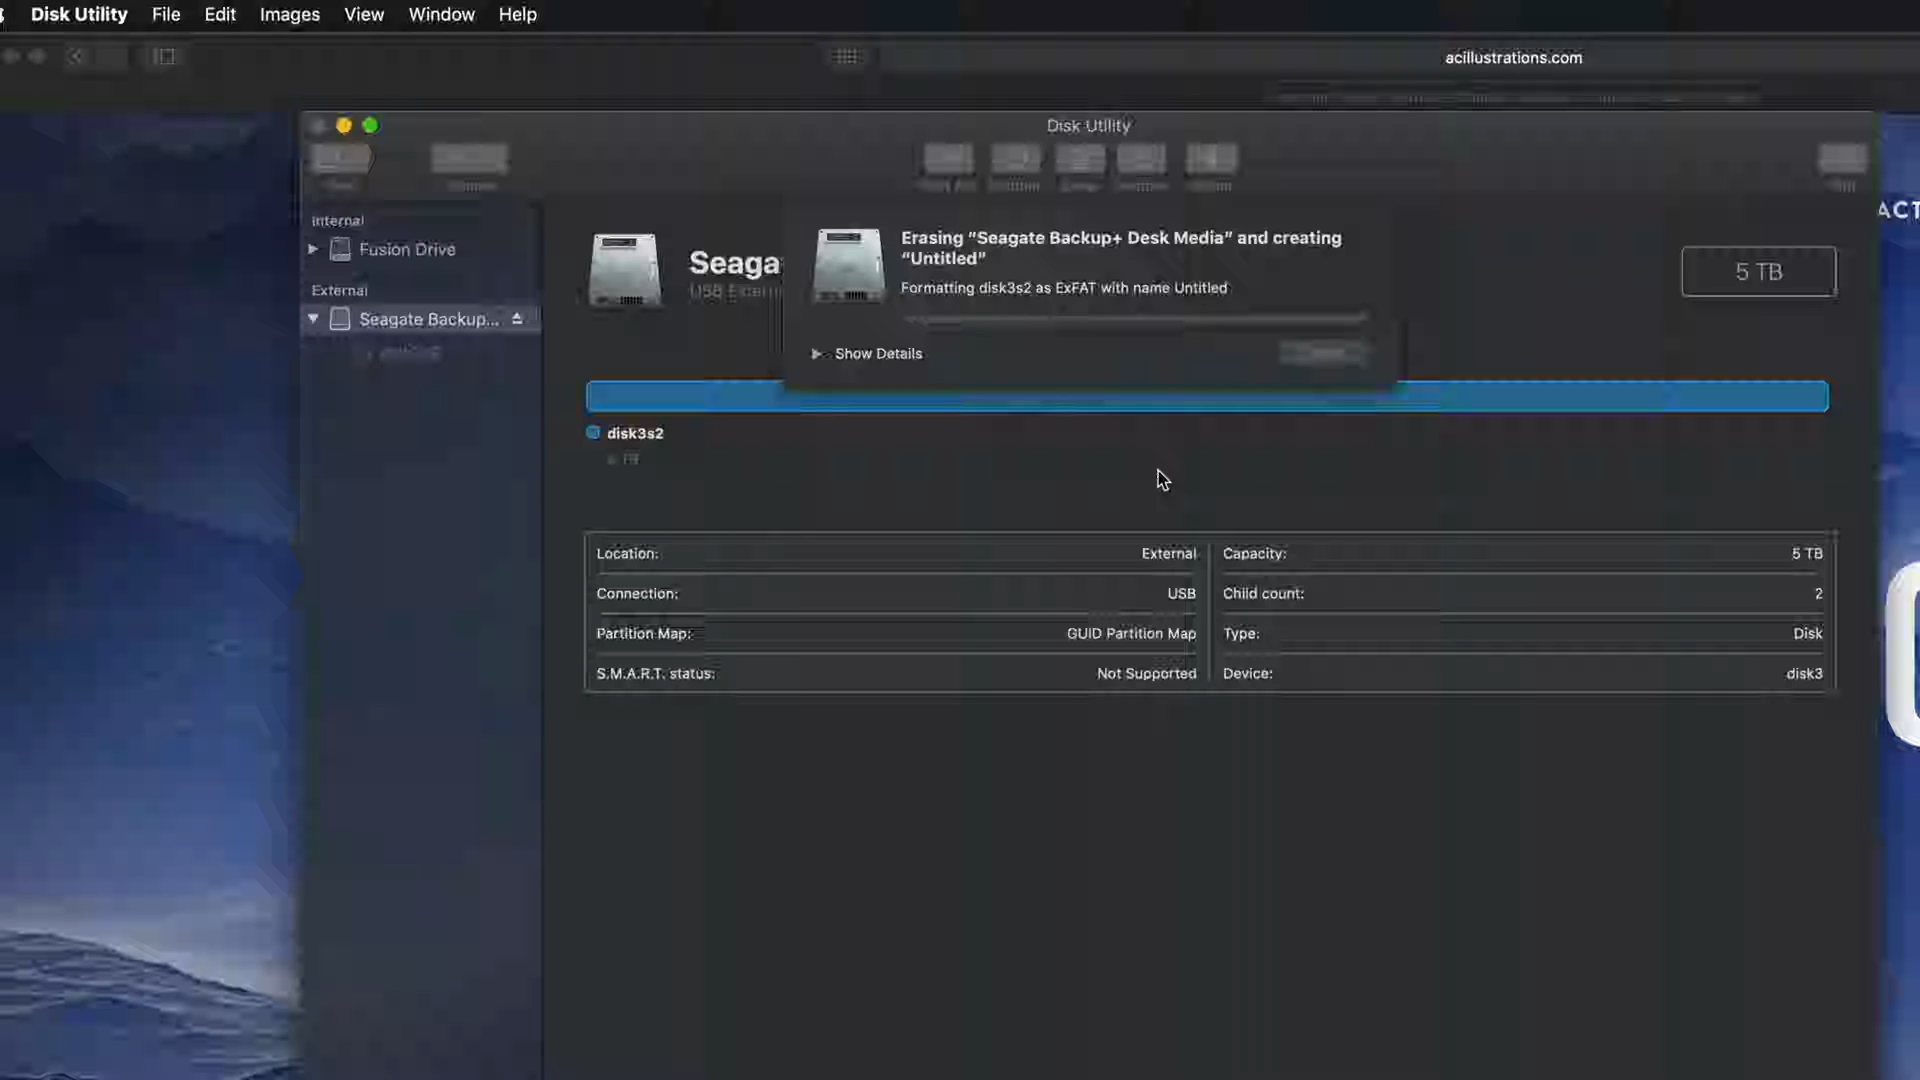 Disk Utility File Edit Images View Window Help
acillustrations.com
Disk Utility
Internal
Fusion Drive
External
Seagate Backup...
Seaga
USB Extern
Erasing “Seagate Backup+ Desk Media” and creating
“Untitled”
Formatting disk3s2 as ExFAT with name Untitled
Show Details
5 TB
ACT
disk3s2
Location: External
Connection: USB
Partition Map: GUID Partition Map
S.M.A.R.T. status: Not Supported
Capacity: 5 TB
Child count: 2
Type: Disk
Device: disk3